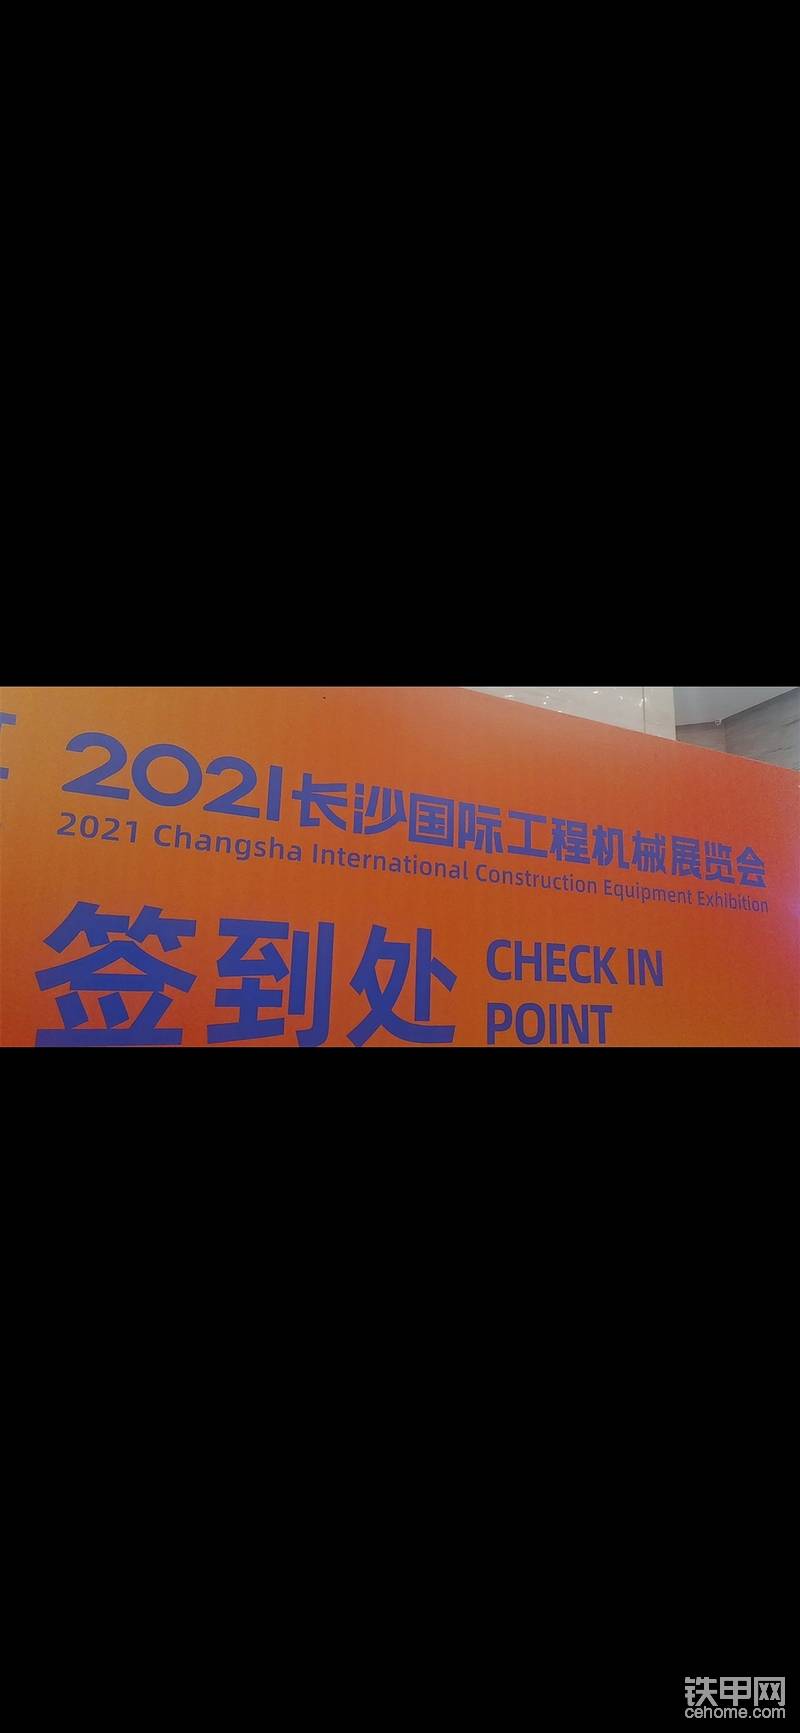 2021长沙国际工程机械展览会
2021 Changsha International Construction Equipment Exhibition
签到处
CHECK IN
POINT
铁甲网
cehome.com